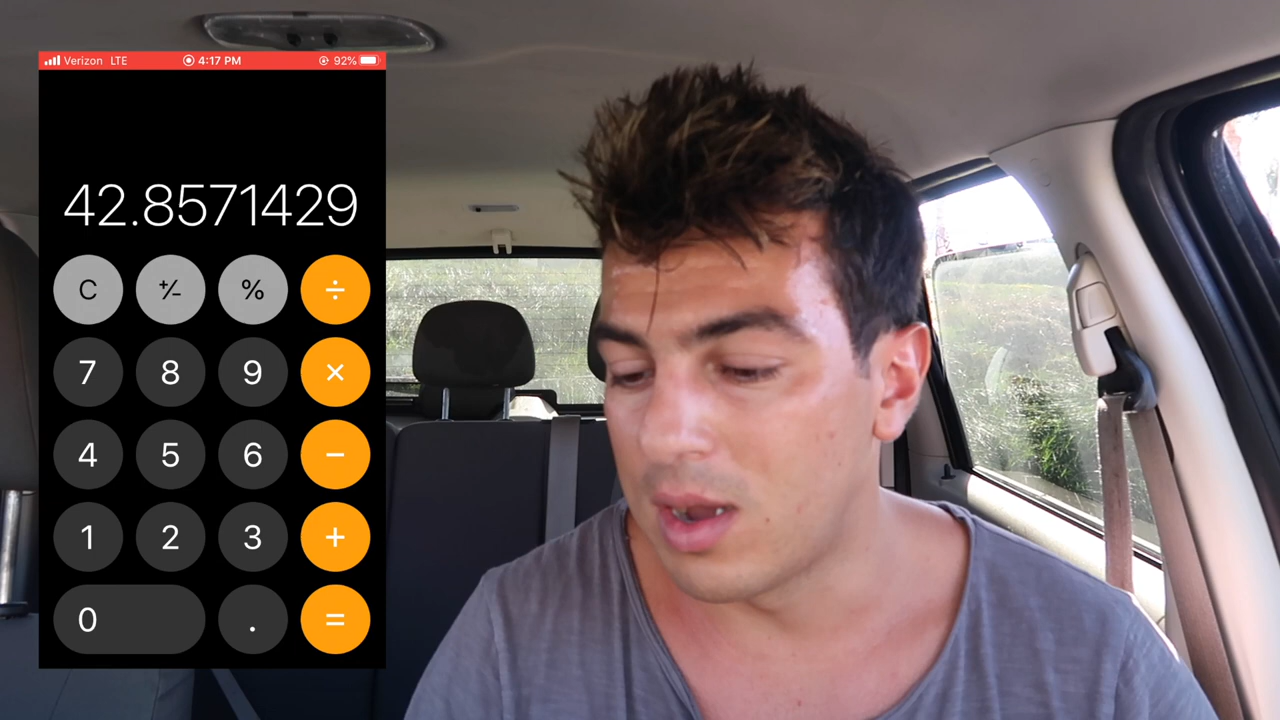 Verizon LTE 4:17 PM 92%
42.8571429
C +/- % ÷
7 8 9 ×
4 5 6 −
1 2 3 +
0 . =